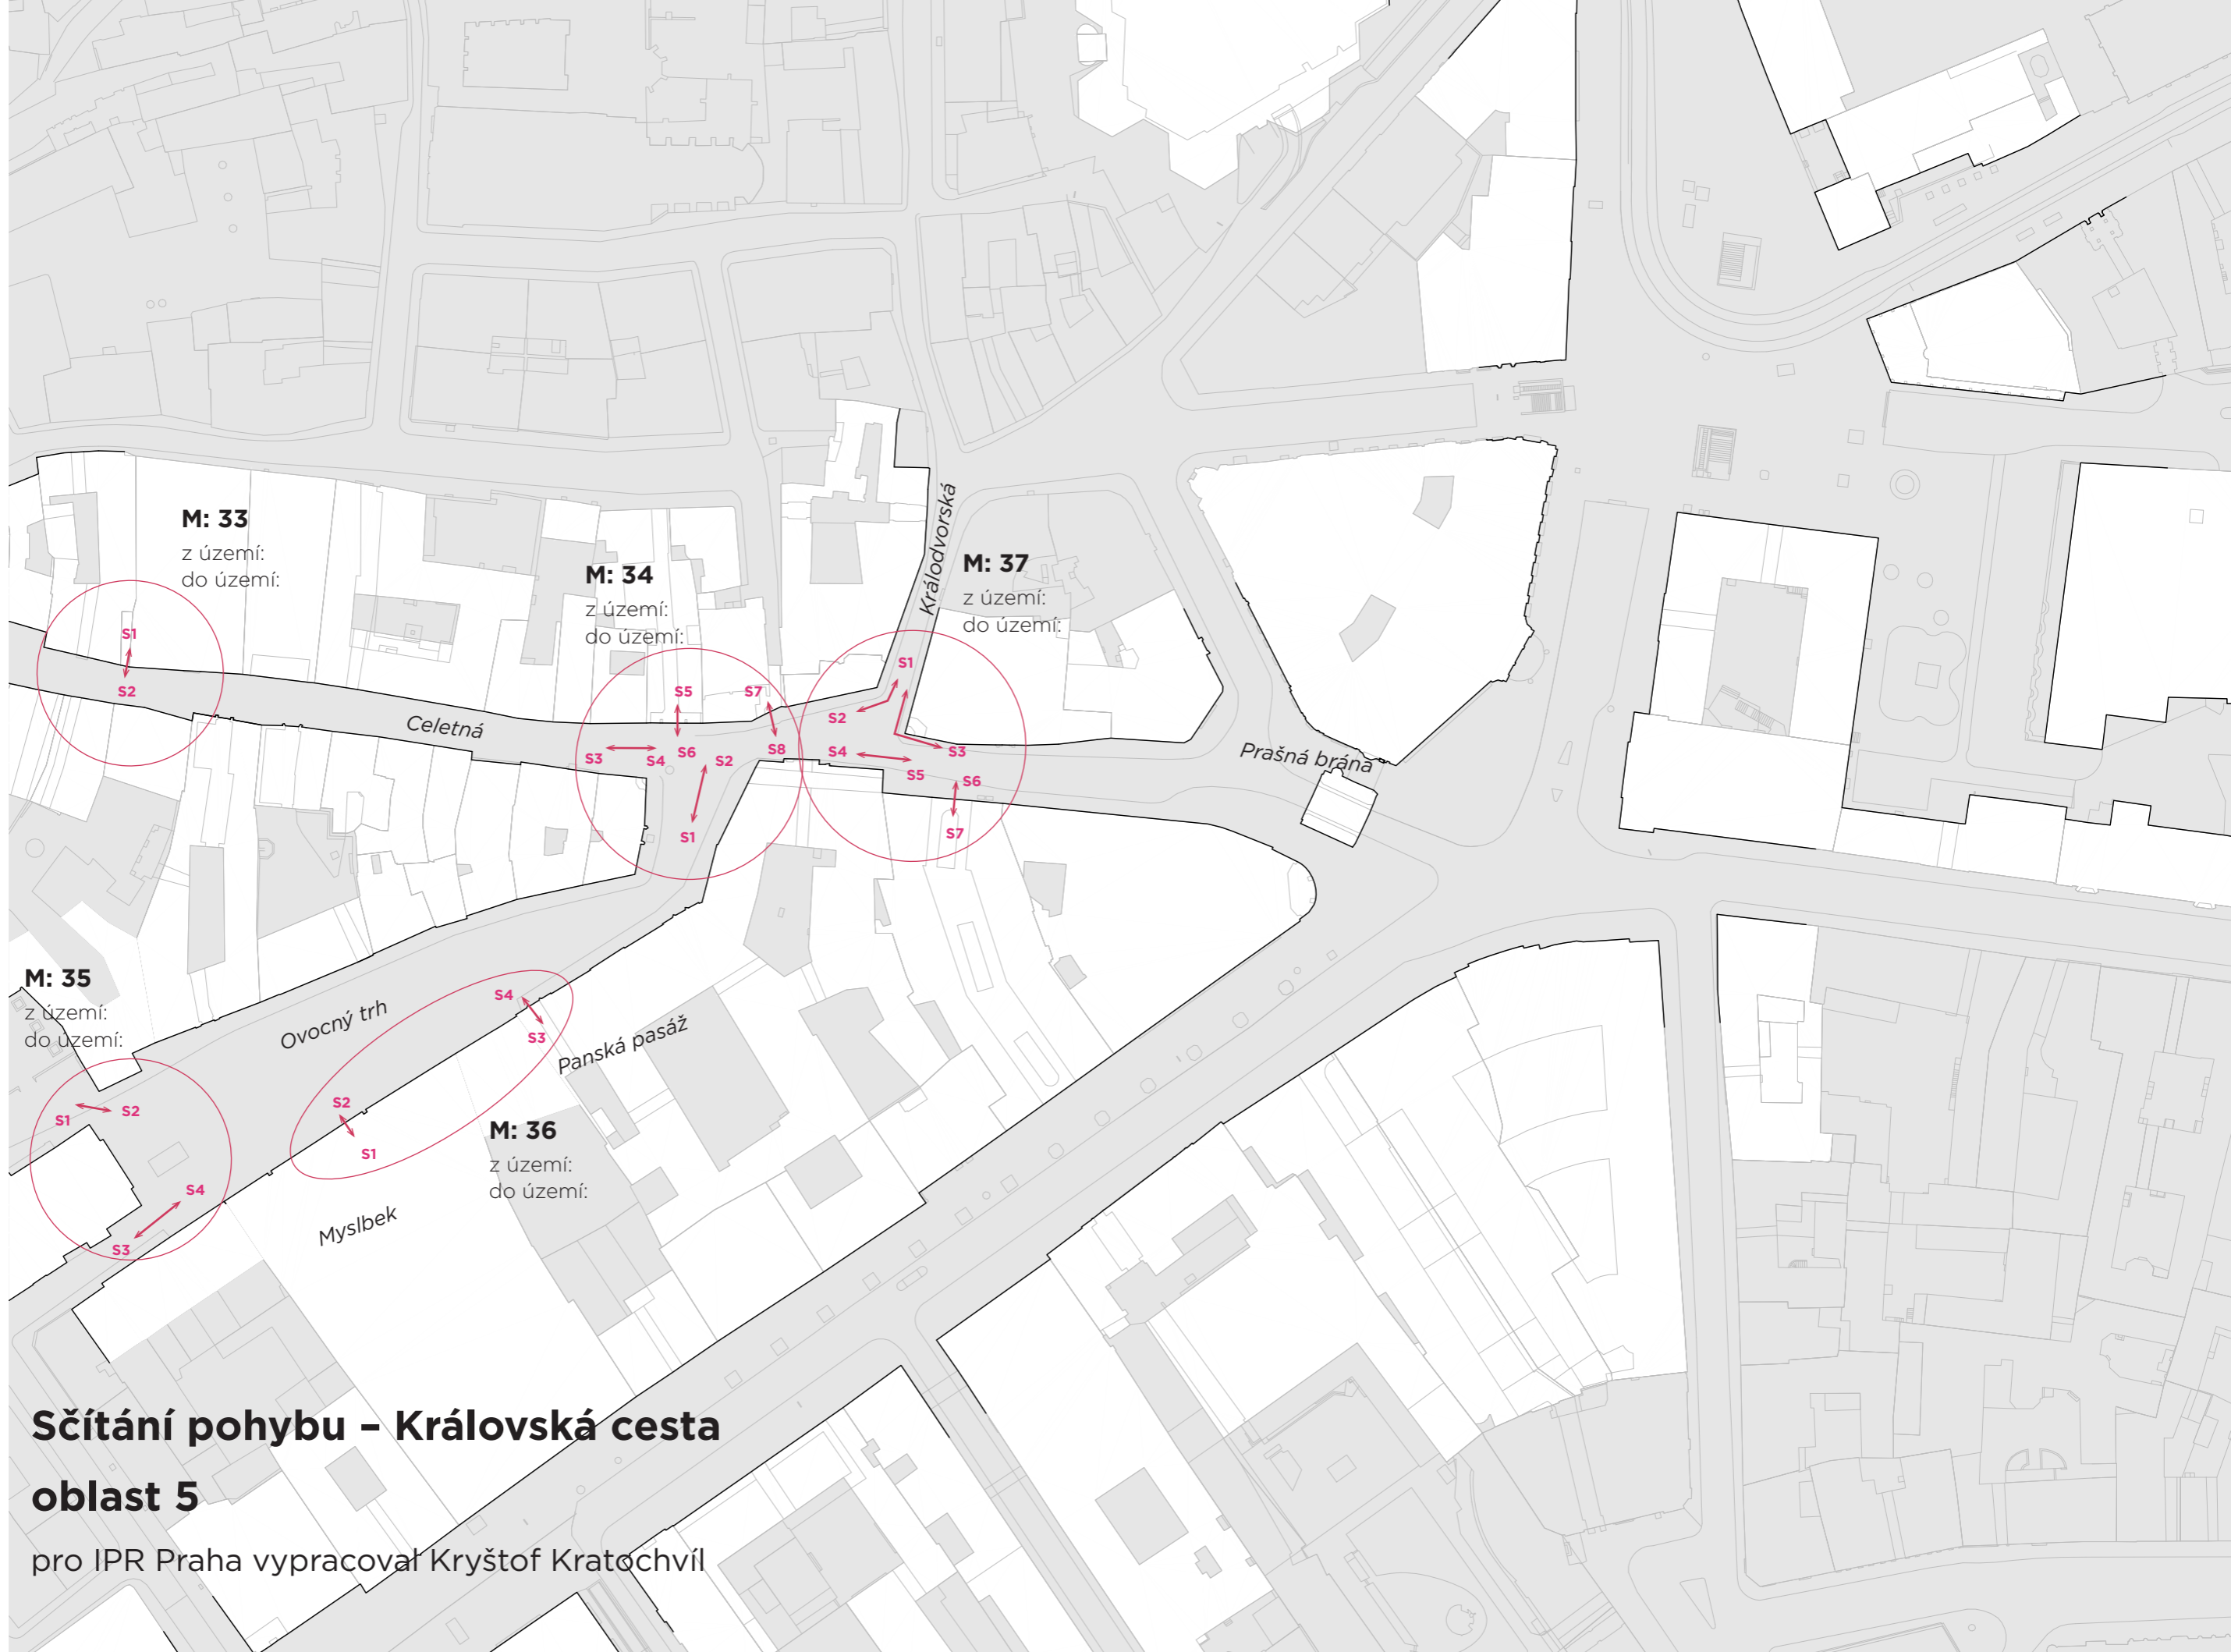 M: 33
z území:
do území:
S1
S2
M: 34
z území:
do území:
S5
S7
S3
S4
S6
S2
S8
S1
Královdvorská
M: 37
z území:
do území:
S1
S2
S4
S3
S5
S6
S7
Celetná
Prašná brána
M: 35
z území:
do území:
S1
S2
S4
S3
Ovocný trh
S4
S3
Panská pasáž
S2
S1
M: 36
z území:
do území:
Myslbek
Sčítání pohybu – Královská cesta
oblast 5
pro IPR Praha vypracoval Kryštof Kratochvíl